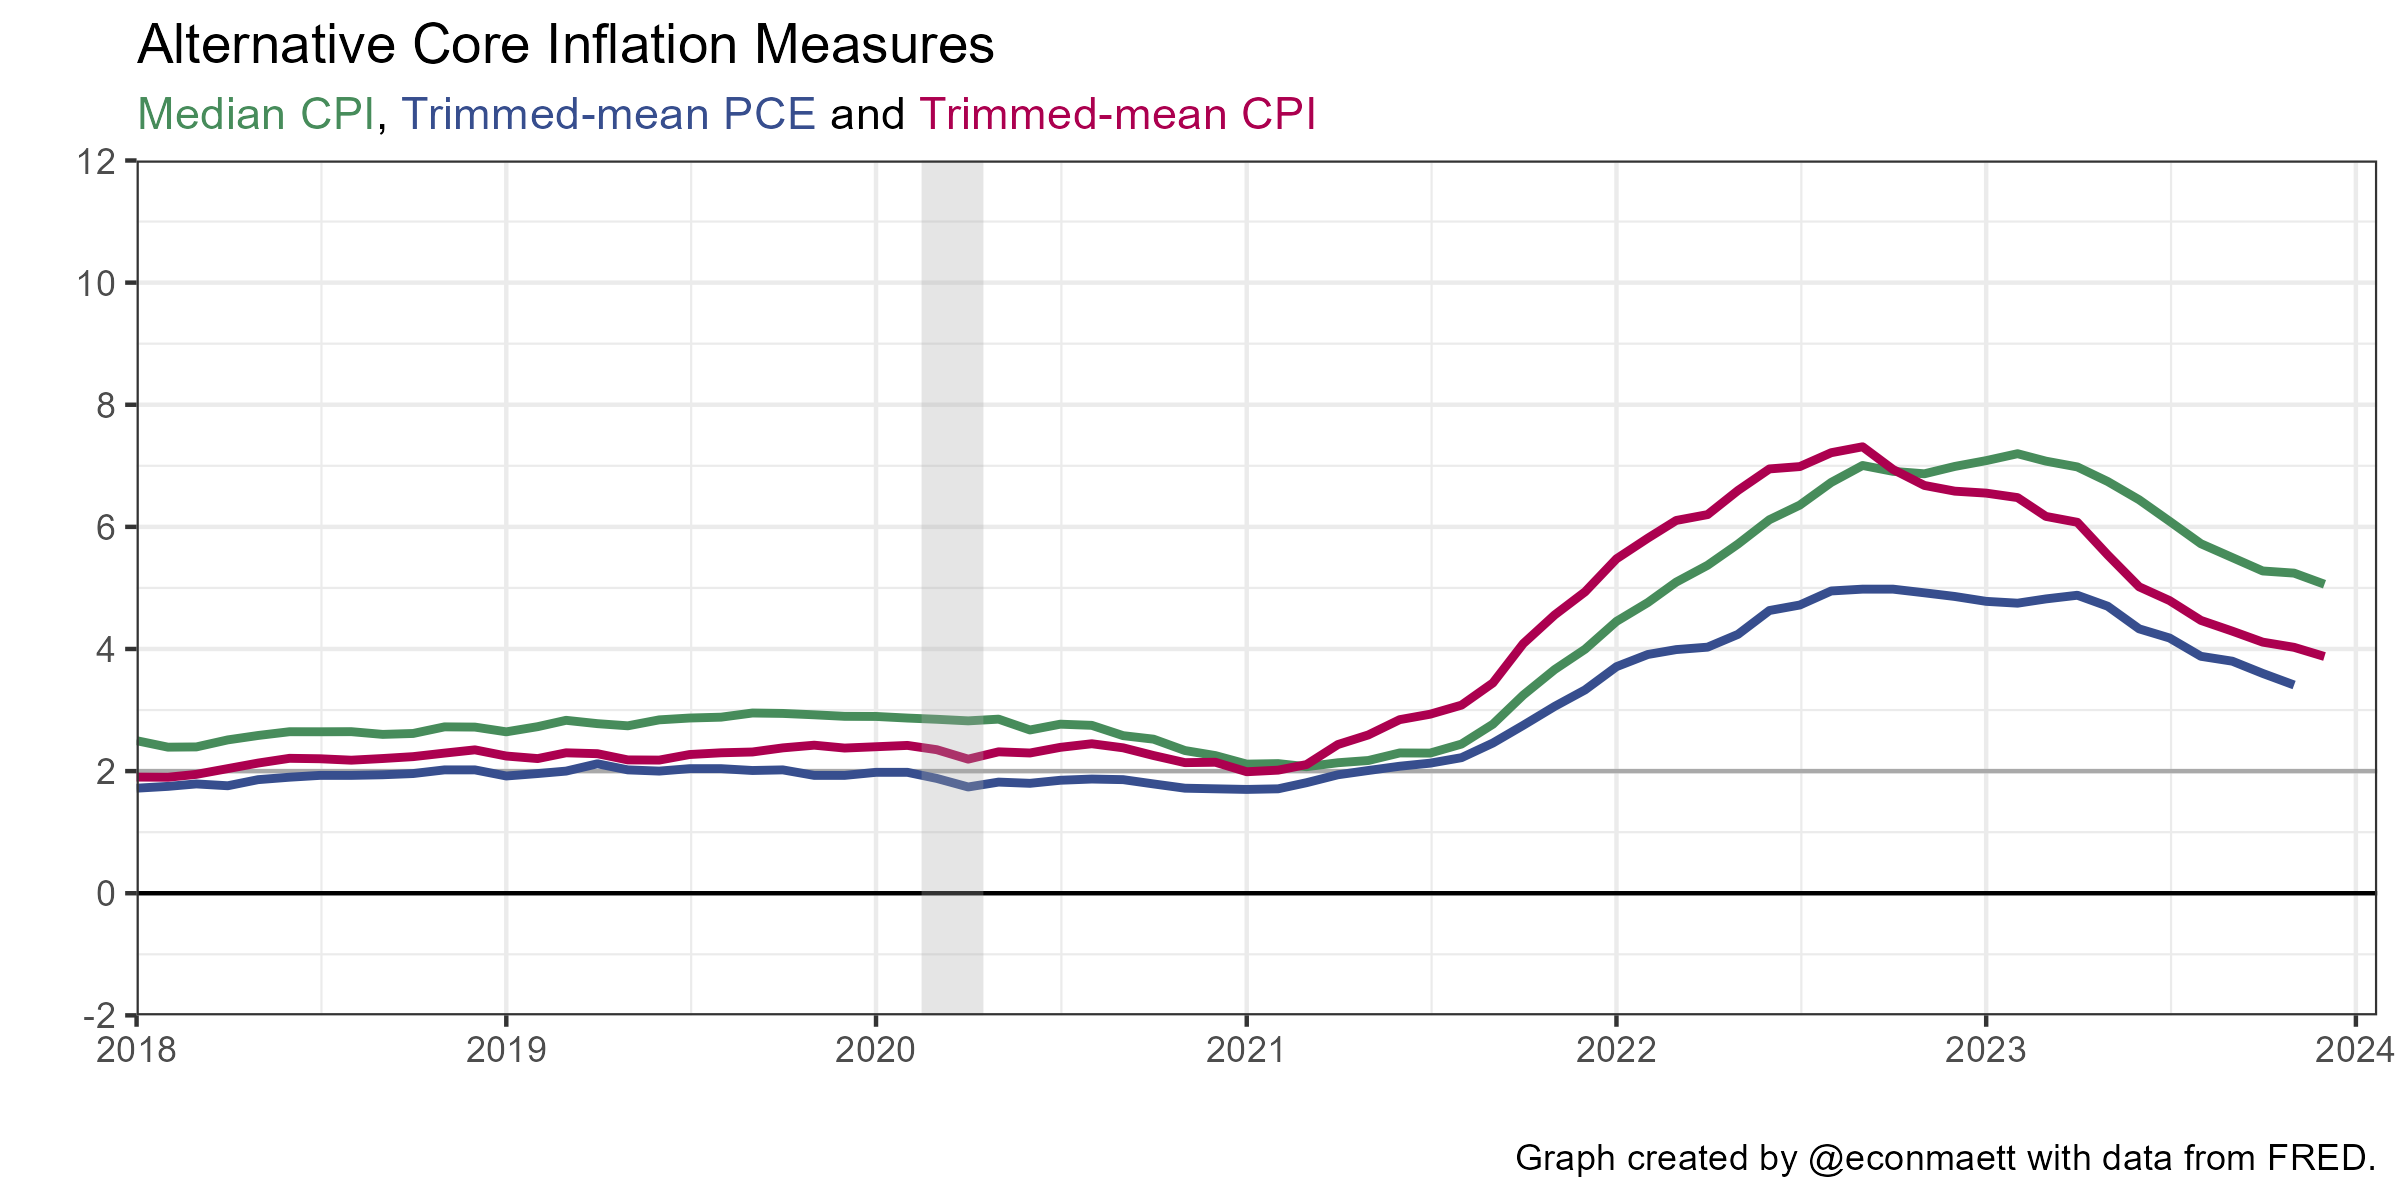 Alternative Core Inflation Measures
Median CPI, Trimmed-mean PCE and Trimmed-mean CPI
12
10
8
6
4
2
0
-2
2018 2019 2020 2021 2022 2023 2024
Graph created by @econmaett with data from FRED.